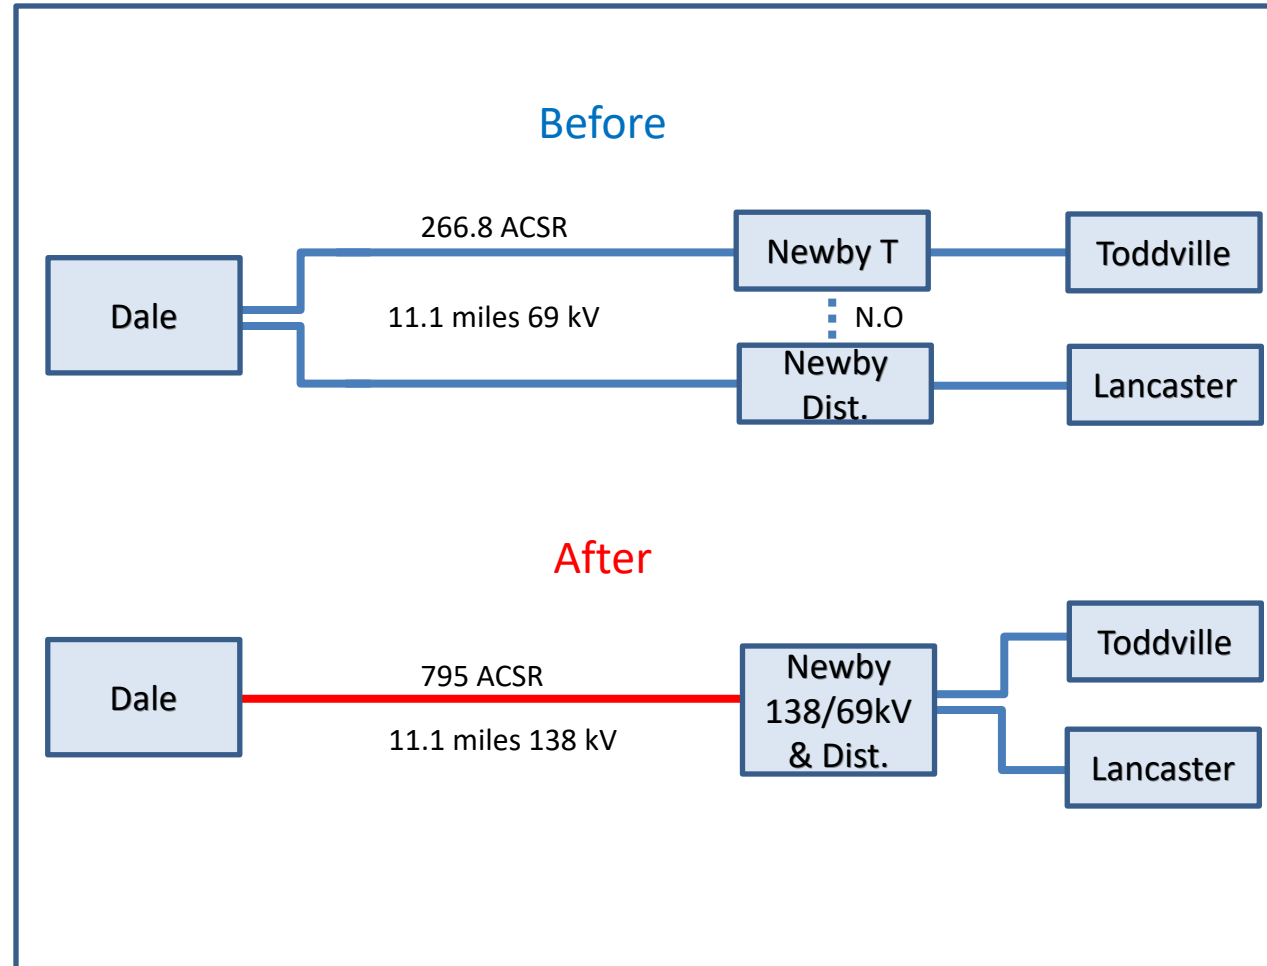 Before
266.8 ACSR
Newby T
Toddville
Dale
11.1 miles 69 kV
N.O
Newby
Dist.
Lancaster
After
795 ACSR
Toddville
Dale
Newby
138/69kV
& Dist.
11.1 miles 138 kV
Lancaster